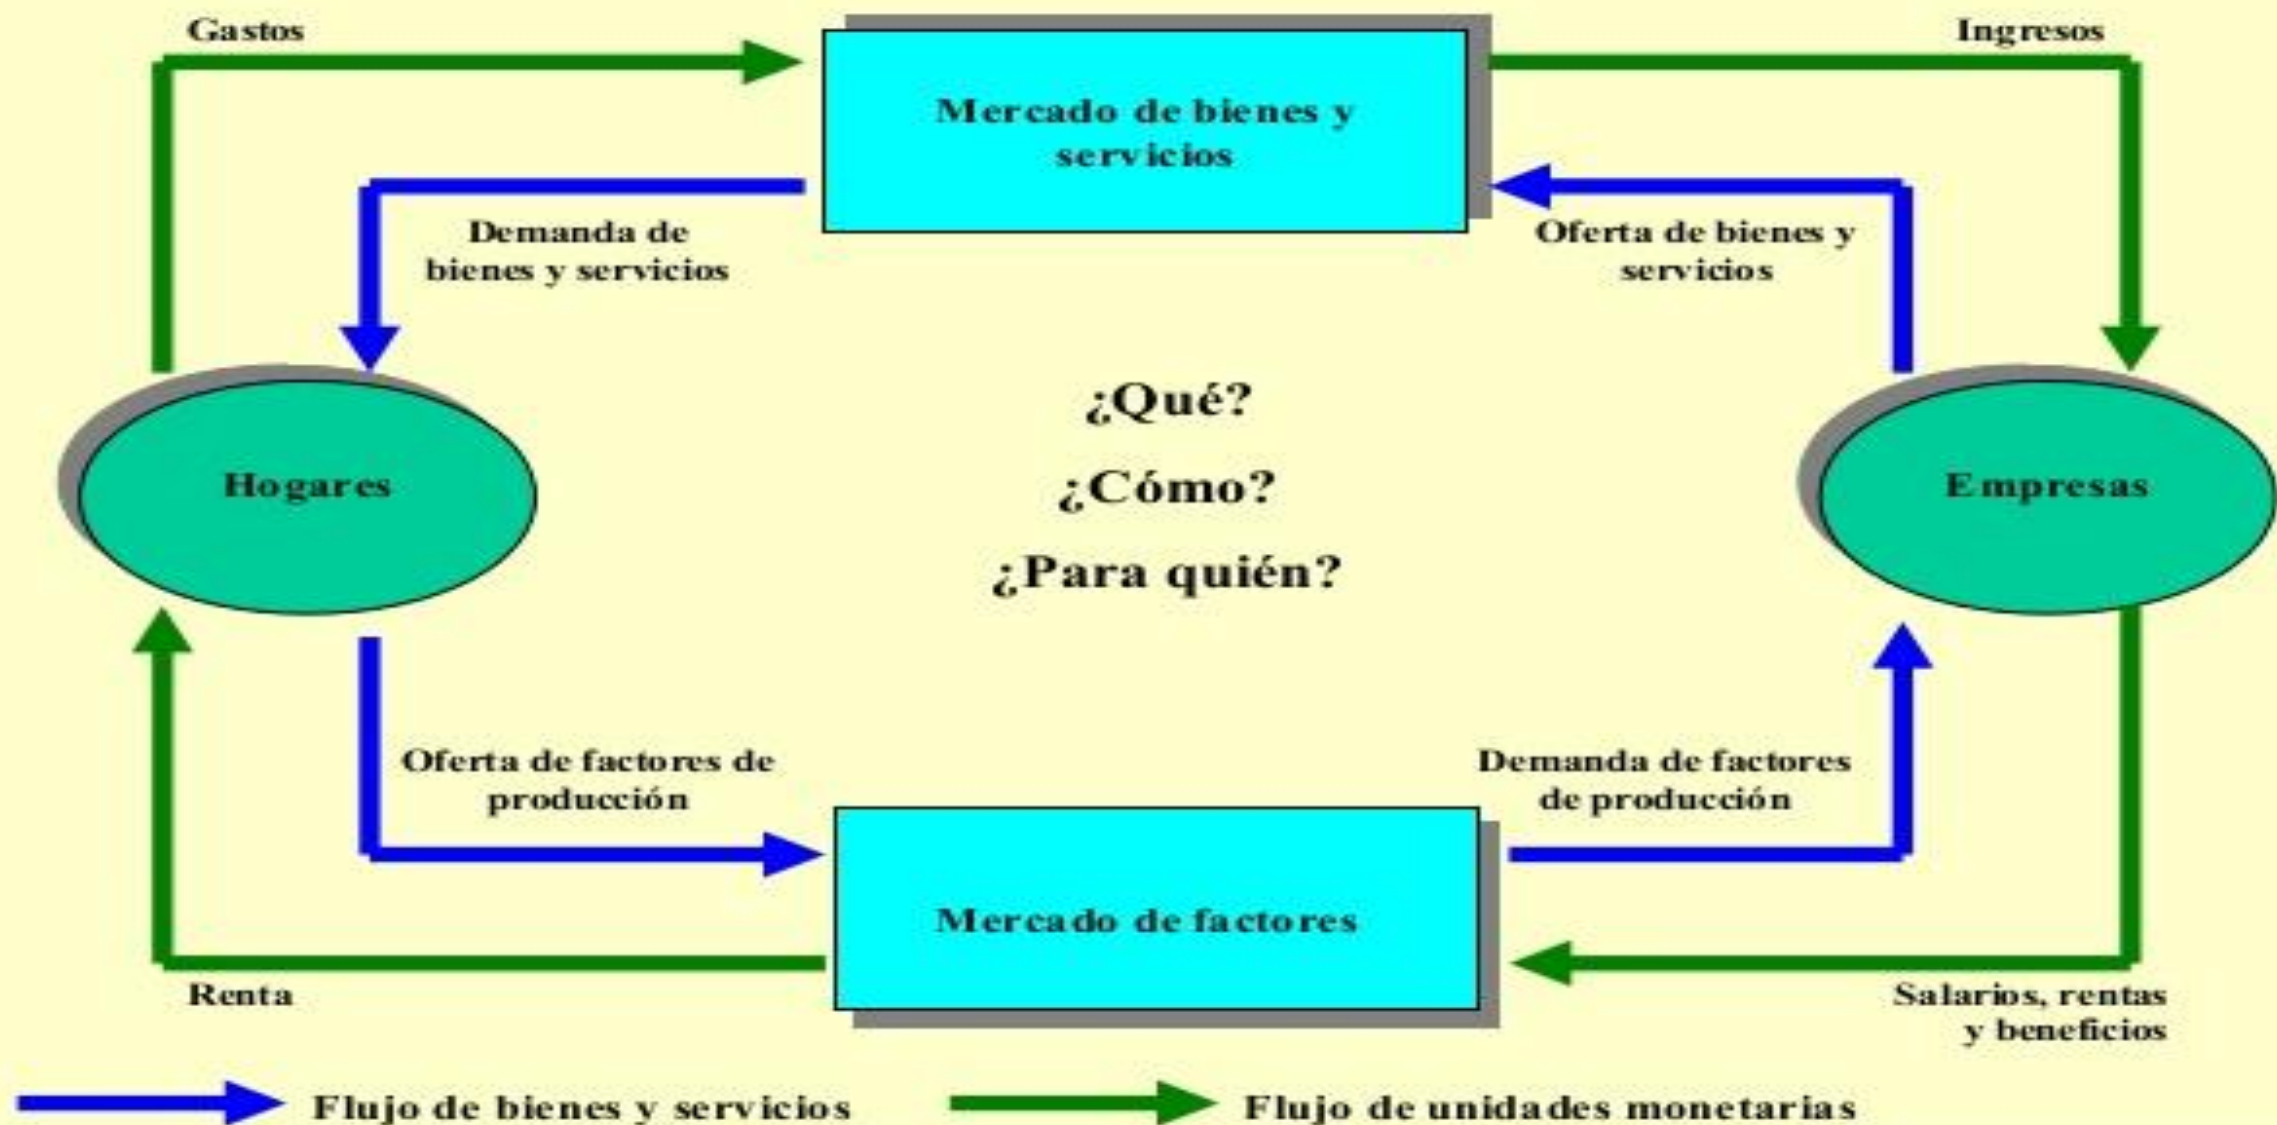 Gastos
Ingresos
Mercado de bienes y
servicios
Demanda de
bienes y servicios
Oferta de bienes y
servicios
¿Qué?
¿Cómo?
¿Para quién?
Hogares
Empresas
Oferta de factores de
producción
Demanda de factores
de producción
Mercado de factores
Renta
Salarios, rentas
y beneficios
Flujo de bienes y servicios
Flujo de unidades monetarias